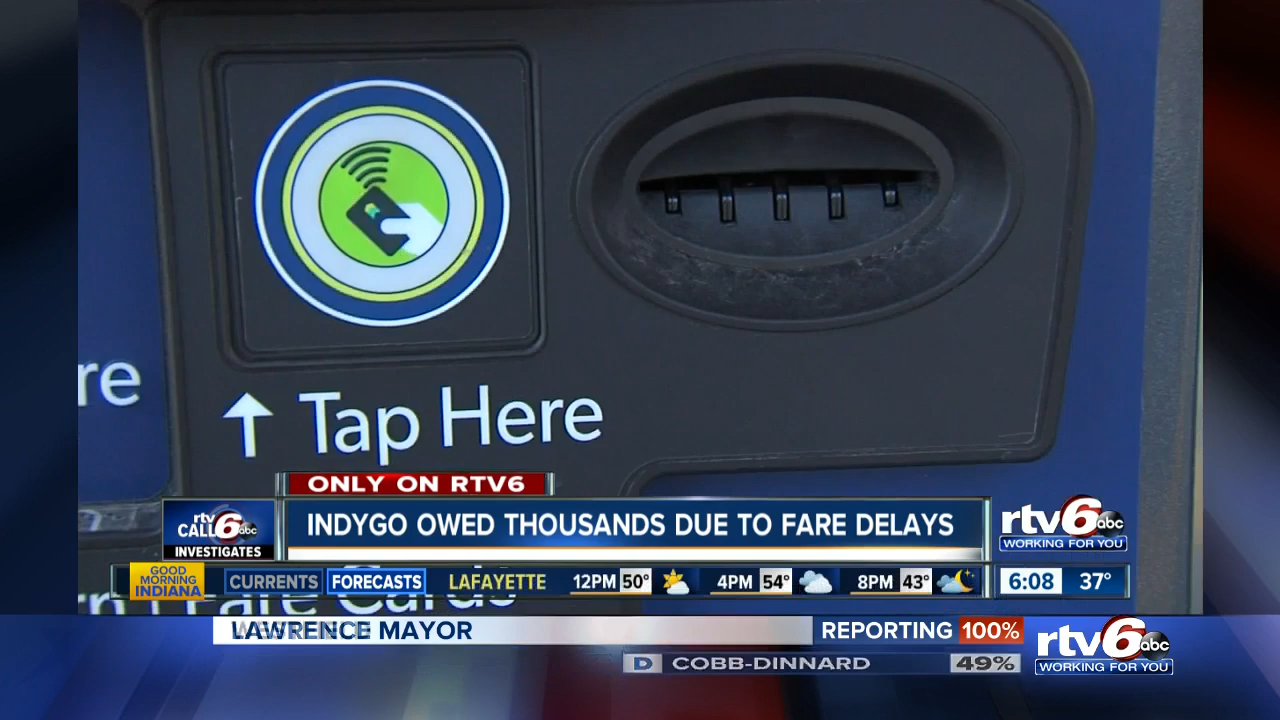 re
Tap Here
ONLY ON RTV6
rtv6 abc
CALL
INVESTIGATES
INDYGO OWED THOUSANDS DUE TO FARE DELAYS
rtv6 abc
WORKING FOR YOU
GOOD
MORNING
INDIANA
CURRENTS
FORECASTS
LAFAYETTE
12PM 50°
4PM 54°
8PM 43°
6:08 37°
Fare Cards
LAWRENCE MAYOR
REPORTING 100%
D COBB-DINNARD 49%
rtv6 abc
WORKING FOR YOU